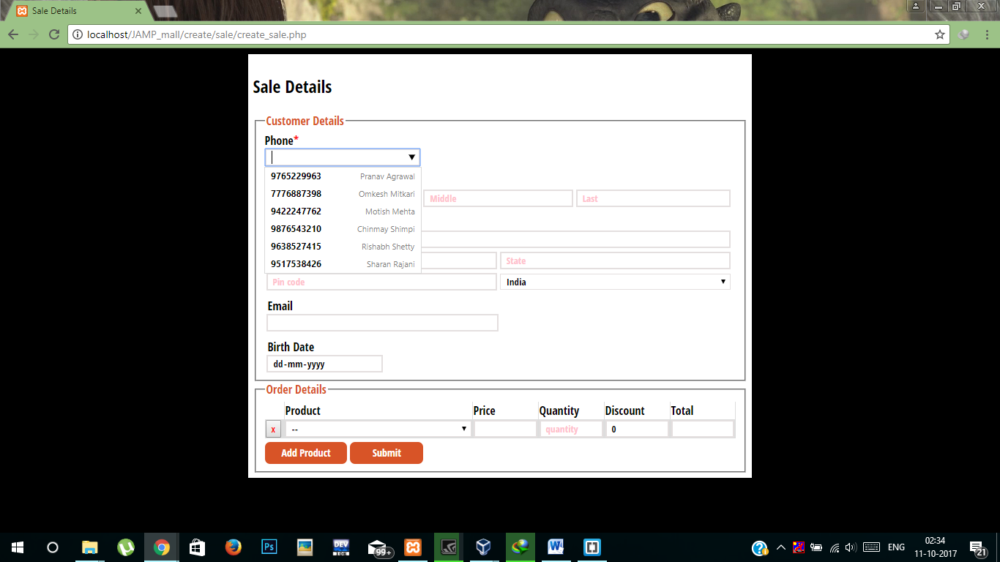 Sale Details
localhost/JAMP_mall/create/sale/create_sale.php
Sale Details
Customer Details
Phone*
9765229963 Pranav Agrawal
7776887398 Omkesh Mitkari
9422247762 Motish Mehta
9876543210 Chinmay Shimpi
9638527415 Rishabh Shetty
9517538426 Sharan Rajani
Middle Last
State
Pin code India
Email
Birth Date
dd-mm-yyyy
Order Details
Product Price Quantity Discount Total
x -- quantity 0
Add Product Submit
Ps
DEV
IDE
99+
W
ENG
02:34
11-10-2017
21